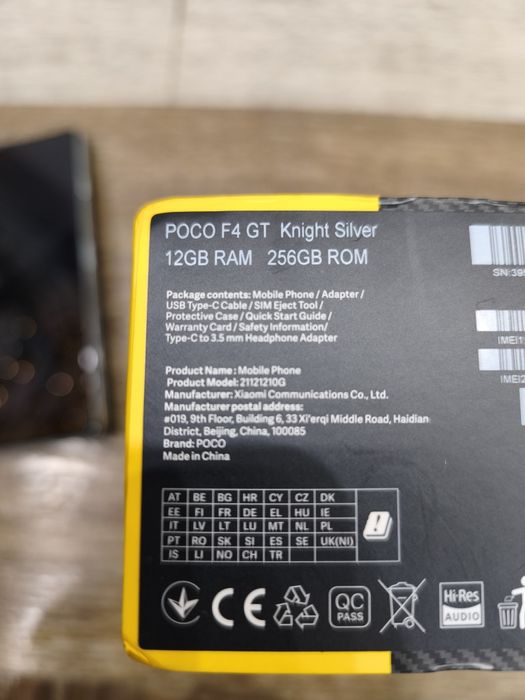 POCO F4 GT Knight Silver
12GB RAM 256GB ROM
SN:39
Package contents: Mobile Phone / Adapter /
USB Type-C Cable / SIM Eject Tool /
Protective Case / Quick Start Guide /
Warranty Card / Safety Information/
Type-C to 3.5 mm Headphone Adapter
IMEI1
IMEI2
Product Name : Mobile Phone
Product Model: 21121210G
Manufacturer: Xiaomi Communications Co., Ltd.
Manufacturer postal address:
#019, 9th Floor, Building 6, 33 Xi'erqi Middle Road, Haidian
District, Beijing, China, 100085
Brand: POCO
Made in China
AT BE BG HR CY CZ DK
EE FI FR DE EL HU IE
IT LV LT LU MT NL PL
PT RO SK SI ES SE UK(NI)
IS LI NO CH TR
CE
QC
PASS
Hi-Res
AUDIO